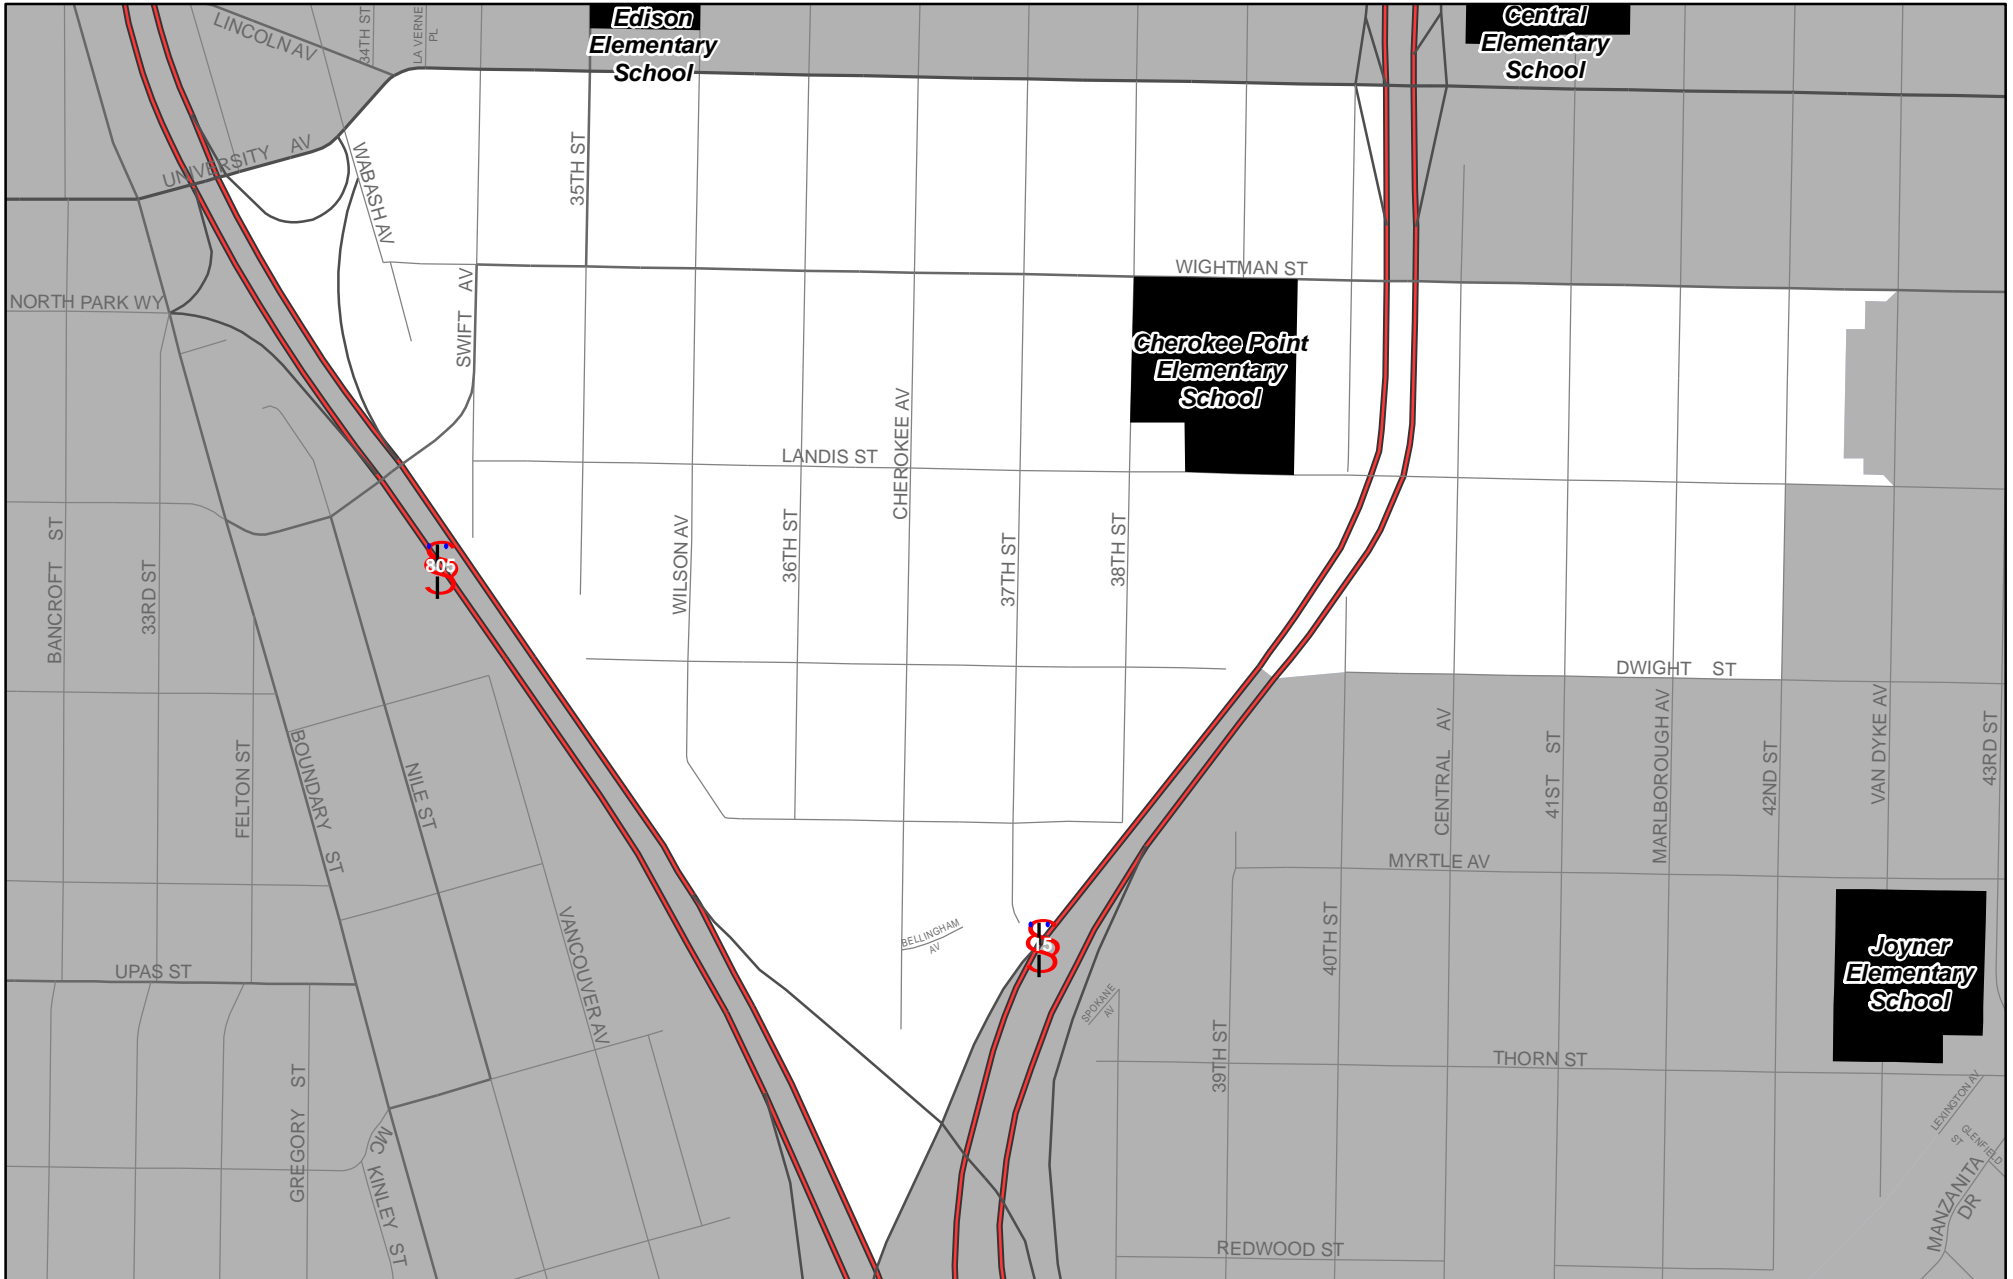 Edison
Elementary
School
Central
Elementary
School
LINCOLN AV
34TH ST
LA VERNE
PL
UNIVERSITY AV
WABASH AV
35TH ST
WIGHTMAN ST
NORTH PARK WY
SWIFT AV
Cherokee Point
Elementary
School
LANDIS ST
CHEROKEE AV
BANCROFT ST
33RD ST
805
WILSON AV
36TH ST
37TH ST
38TH ST
DWIGHT ST
FELTON ST
BOUNDARY ST
NILE ST
CENTRAL AV
41ST ST
MARLBOROUGH AV
42ND ST
VAN DYKE AV
43RD ST
MYRTLE AV
VANCOUVER AV
BELLINGHAM
AV
15
40TH ST
Joyner
Elementary
School
UPAS ST
SPOKANE
AV
39TH ST
THORN ST
GREGORY ST
MC KINLEY ST
LEXINGTON AV
GLENFIELD
ST
MANZANITA
DR
REDWOOD ST